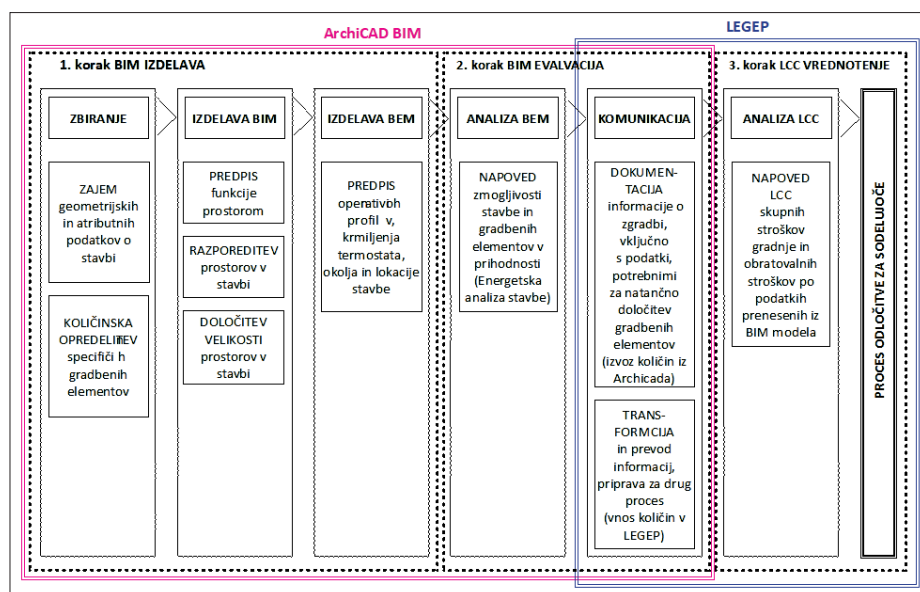 ArchiCAD BIM
LEGEP
1. korak BIM IZDELAVA
2. korak BIM EVALVACIJA
3. korak LCC VREDNOTENJE
ZBIRANJE
ZAJEM
geometrijskih
in atributnih
podatkov o
stavbi
KOLIČINSKA
OPREDELITEV
specifiči h
gradbenih
elementov
IZDELAVA BIM
PREDPIS
funkcije
prostorom
RAZPOREDITEV
prostorov v
stavbi
DOLOČITEV
VELIKOSTI
prostorov v
stavbi
IZDELAVA BEM
PREDPIS
operativnih
profil v,
krmiljenja
termostata,
okolja in lokacije
stavbe
ANALIZA BEM
NAPOVED
zmogljivosti
stavbe in
gradbenih
elementov v
prihodnosti
(Energetska
analiza stavbe)
KOMUNIKACIJA
DOKUMEN-
TACIJA
informacije o
zgradbi,
vključno
s podatki,
potrebnimi
za natančno
določitev
gradbenih
elementov
(izvoz količin iz
Archicada)
TRANS-
FORMCIJA
in prevod
informacij,
priprava za drug
proces
(vnos količin v
LEGEP)
ANALIZA LCC
NAPOVED
LCC
skupnih
stroškov
gradnje in
obratovalnih
stroškov po
podatkih
prenesenih iz
BIM modela
PROCES ODLOČITVE ZA SODELUJOČE